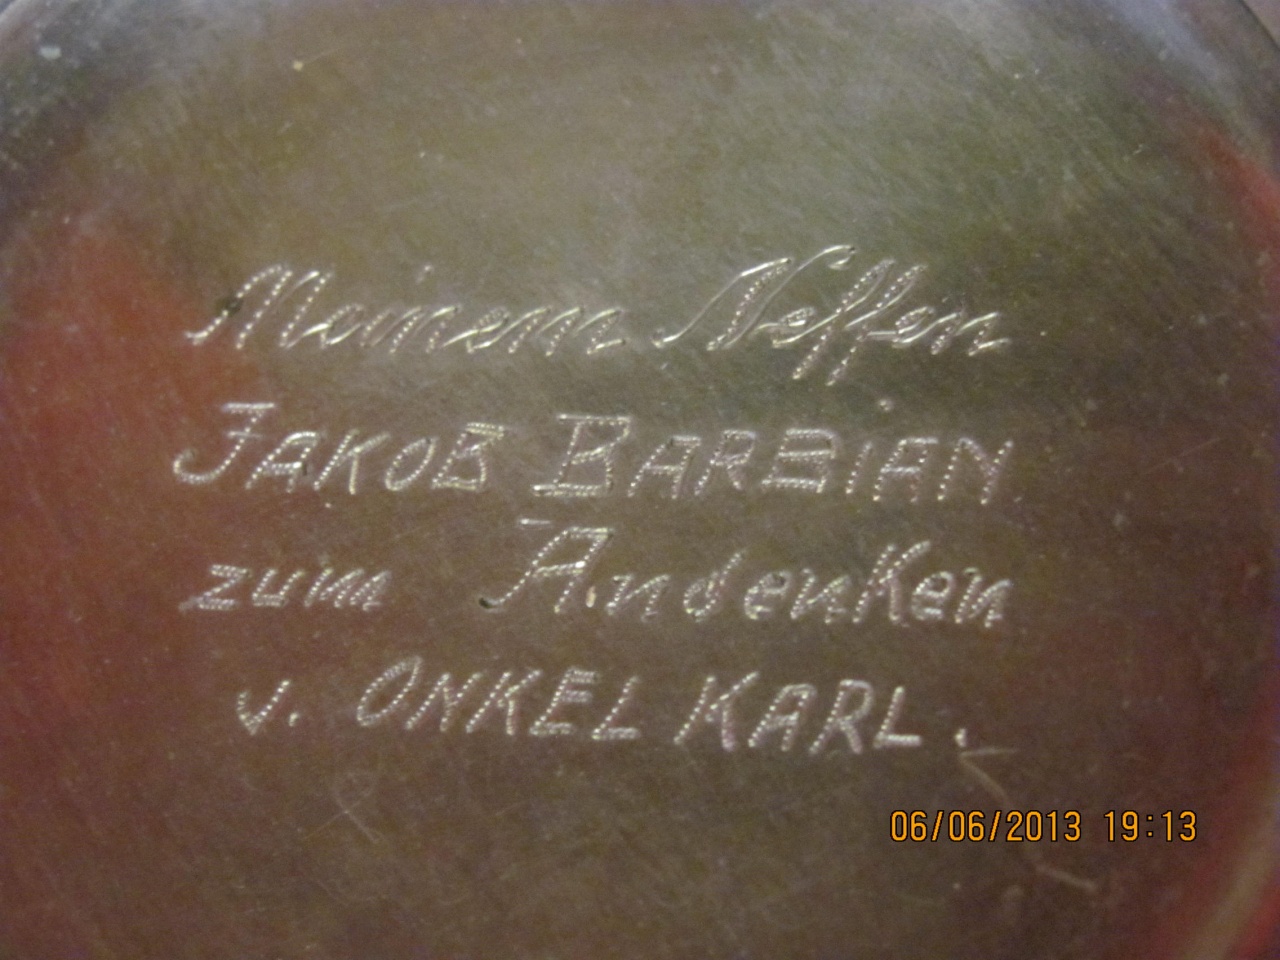 Meinem Neffen
JAKOB BARBiAN
zum Andenken
v. ONKEL KARL.
06/06/2013 19:13